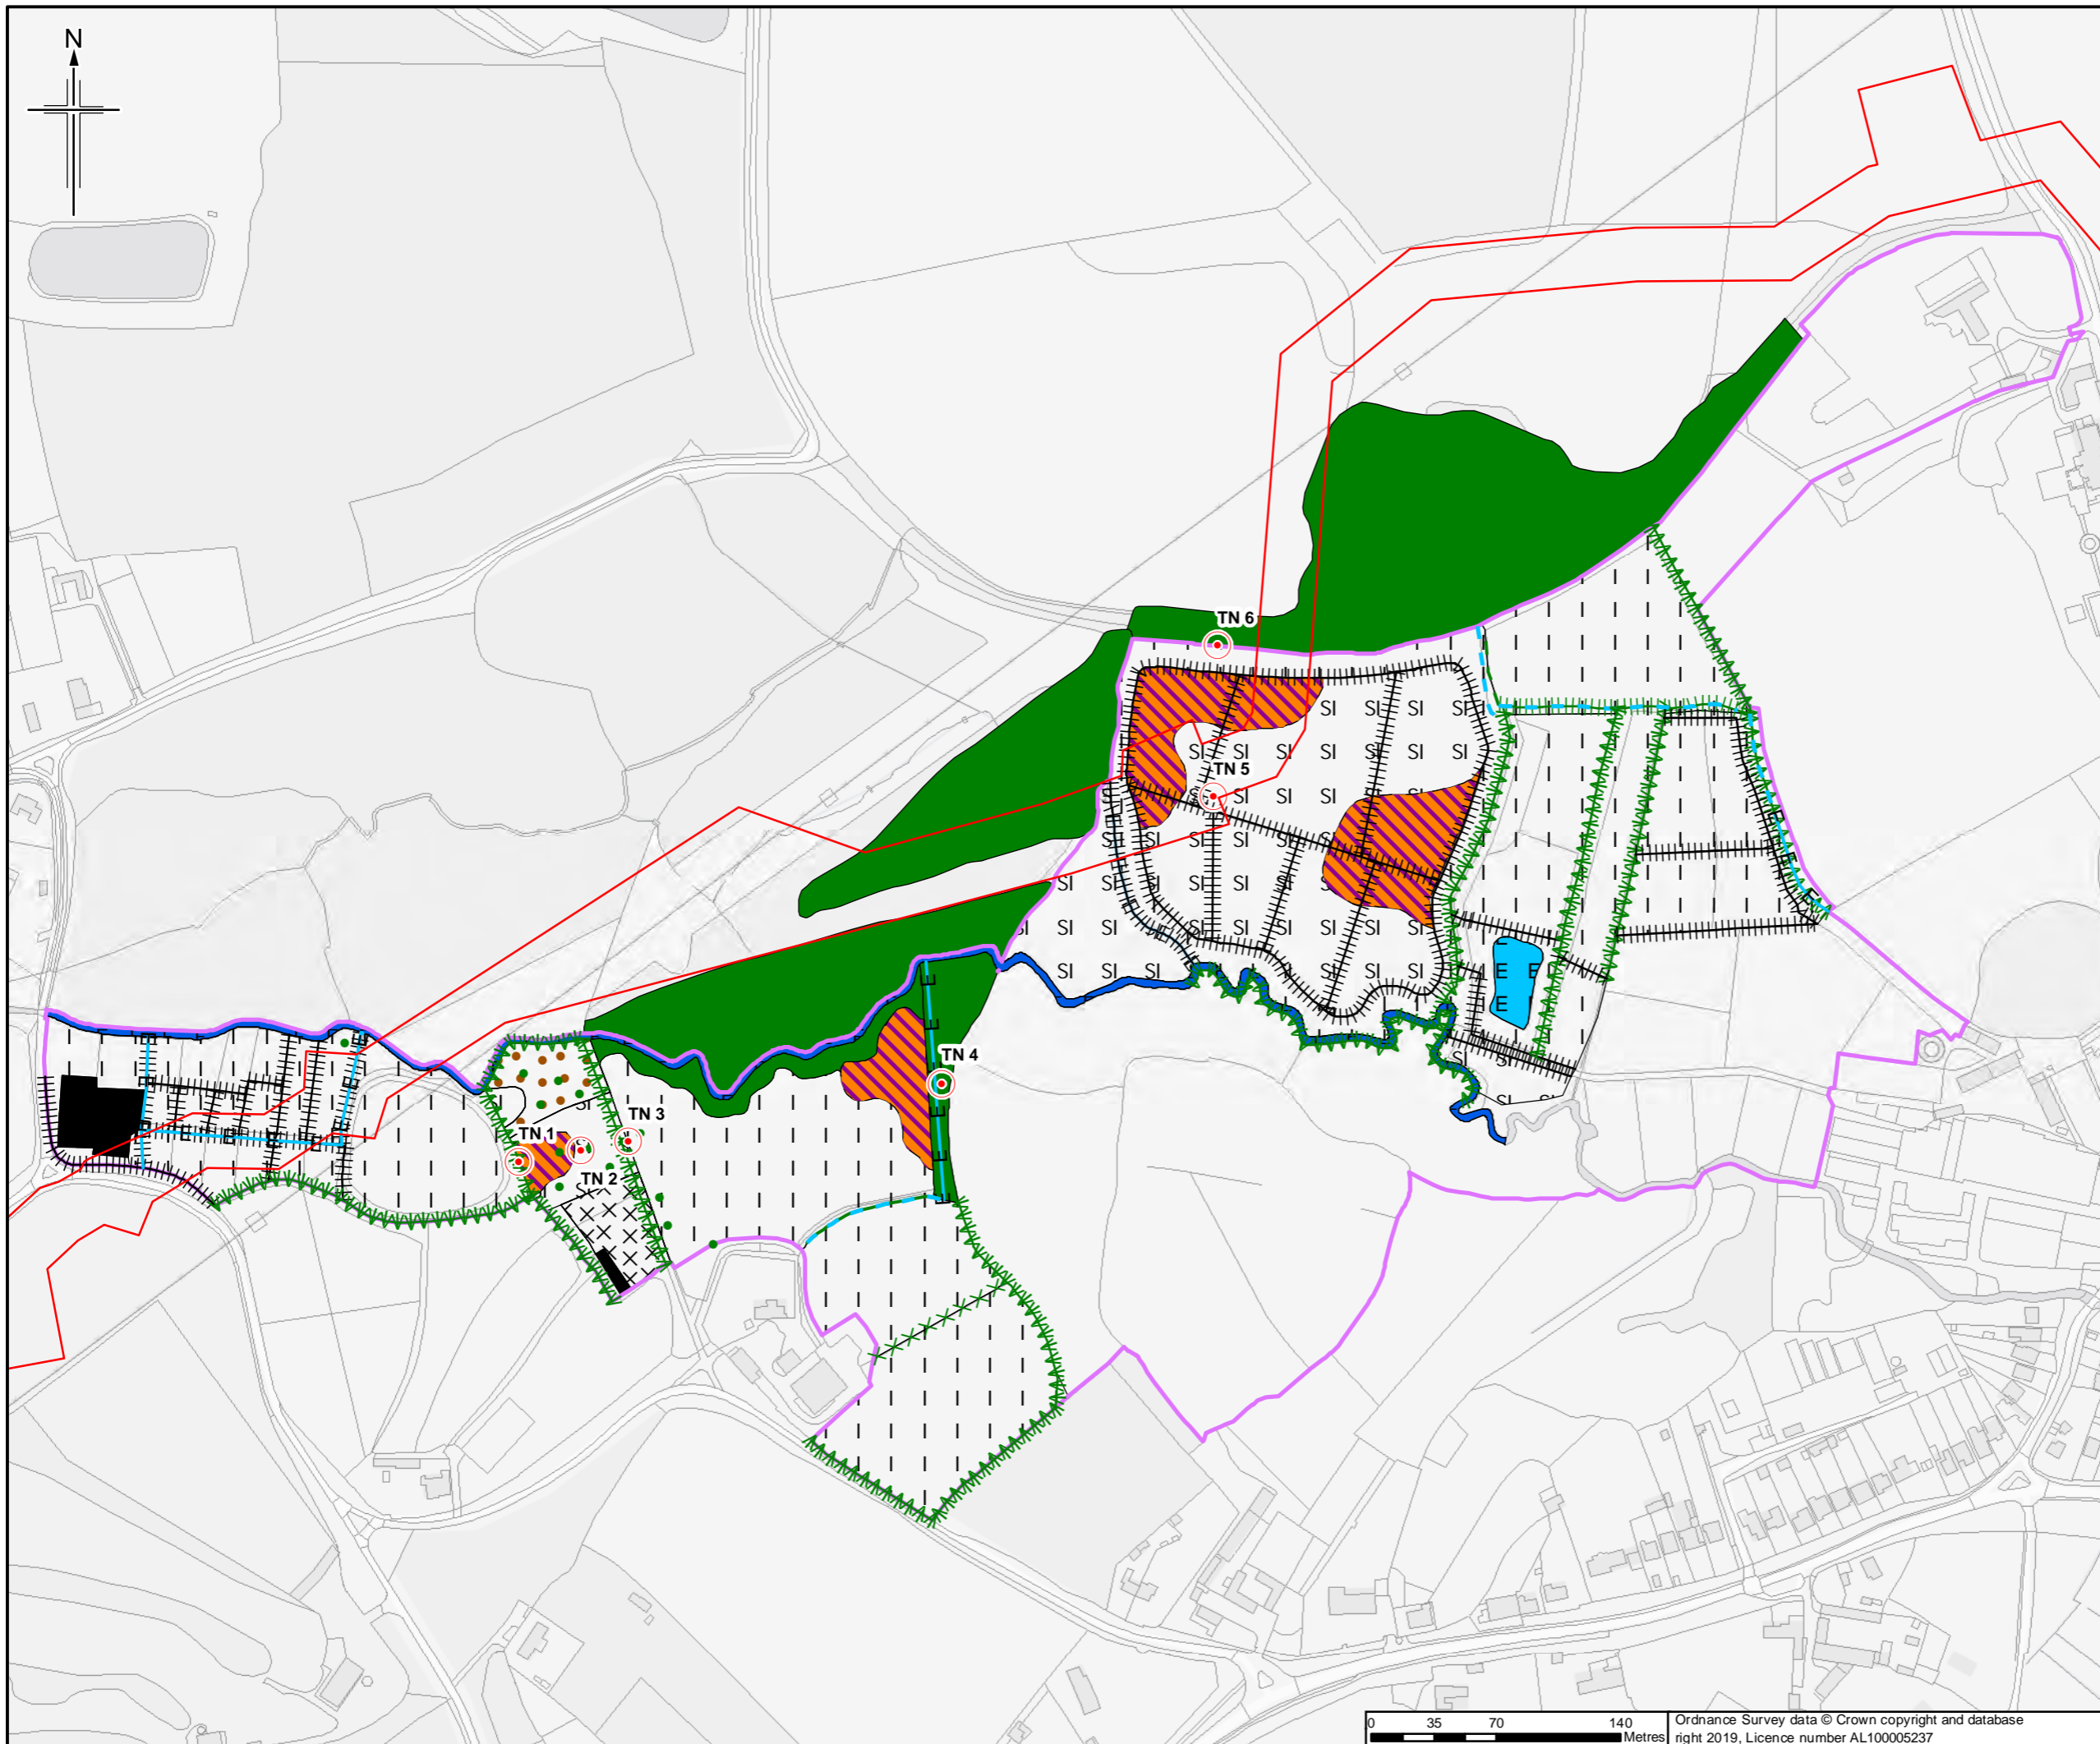 N
TN 6
TN 5
TN 4
TN 3
TN 1
TN 2
0 35 70 140
Metres
Ordnance Survey data © Crown copyright and database
right 2019, Licence number AL100005237